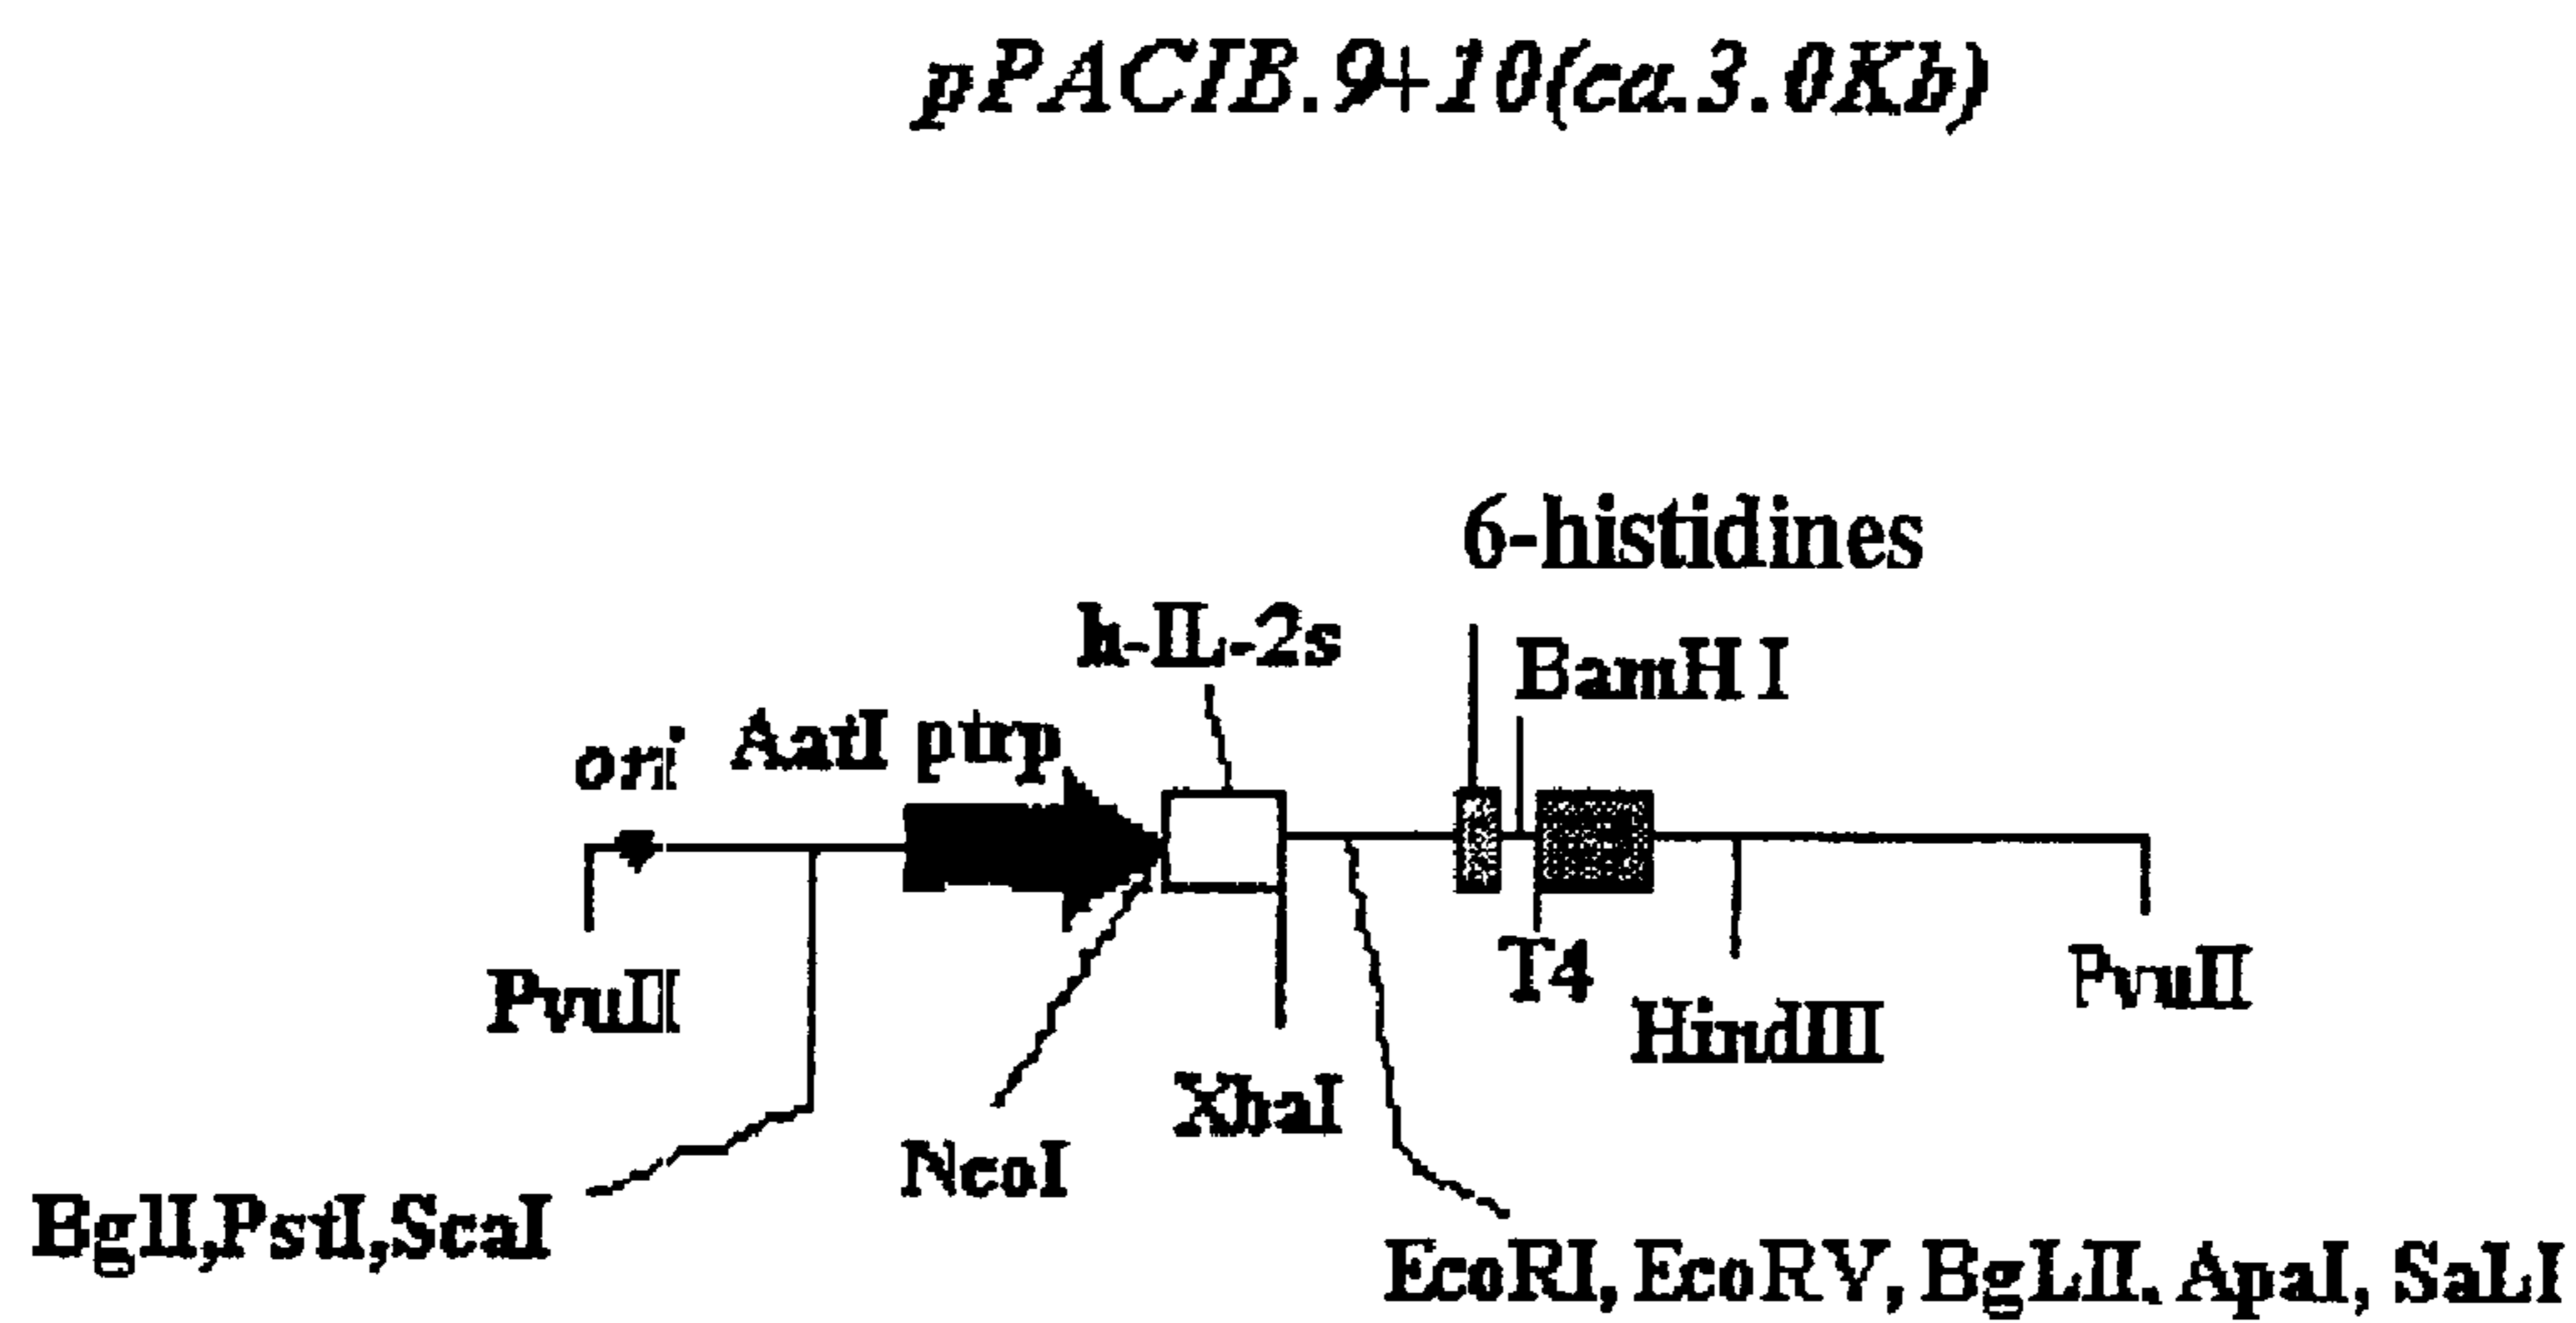 pPACIB.9+10(ca.3.0Kb)
6-histidines
h-IL-2s
BamH I
ori AatI ptrp
T4
PvuII
PvuII
HindIII
XbaI
NcoI
BglI,PstI,ScaI
EcoRI, EcoRV, BgLII. ApaI, SaLI